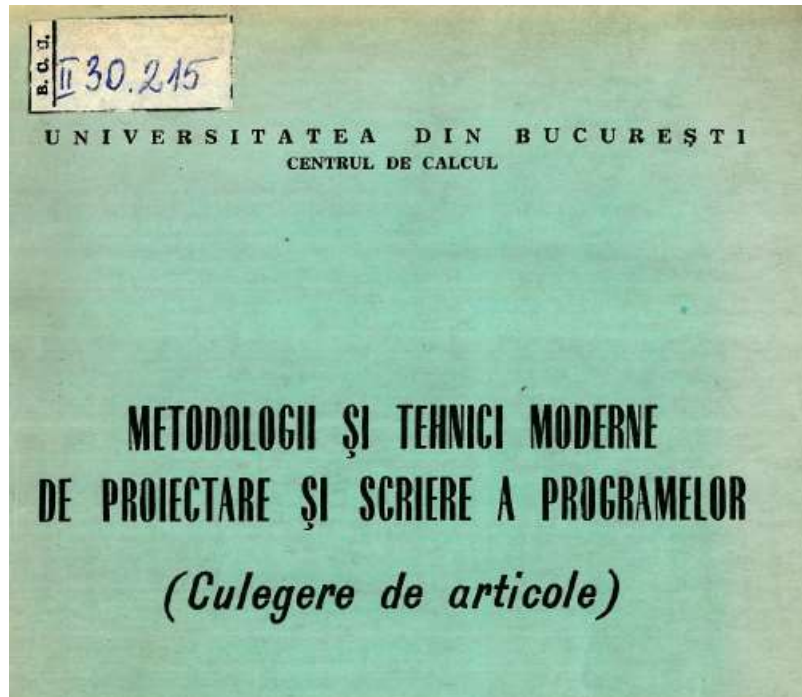 B. C. U.
II 30.215
UNIVERSITATEA DIN BUCUREŞTI
CENTRUL DE CALCUL
METODOLOGII ŞI TEHNICI MODERNE
DE PROIECTARE ŞI SCRIERE A PROGRAMELOR
(Culegere de articole)